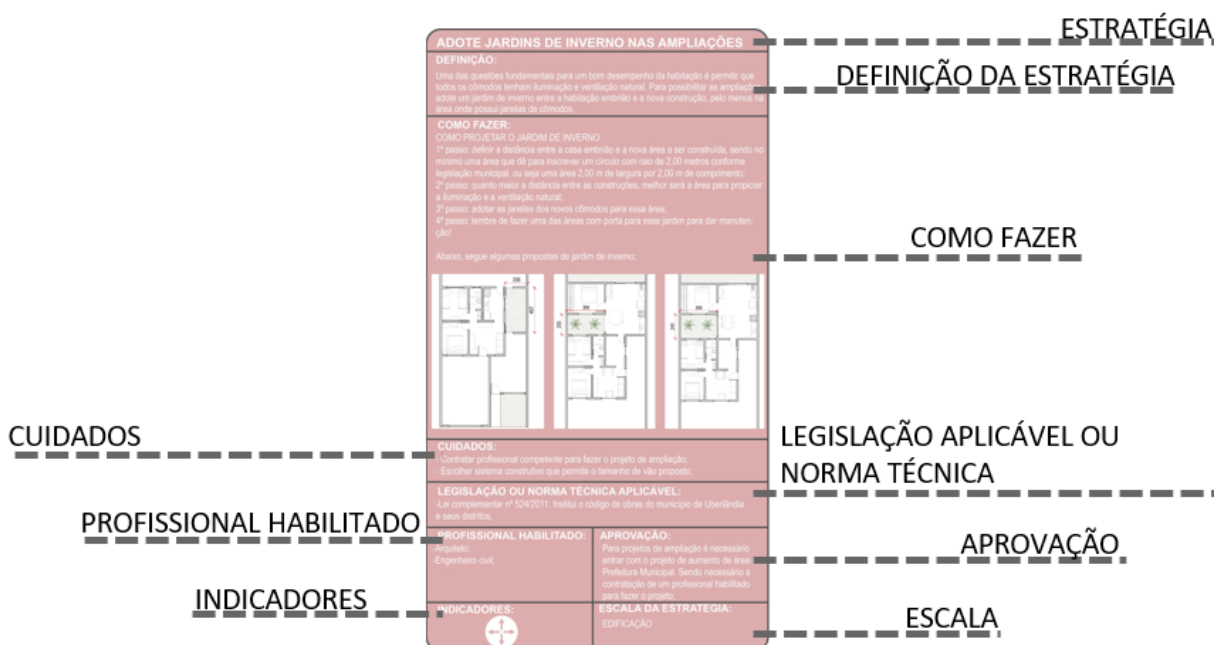 ADOTE JARDINS DE INVERNO NAS AMPLIAÇÕES
ESTRATÉGIA
DEFINIÇÃO:
Uma das questões fundamentais para um bom desempenho da habitação é permitir que
todos os cômodos tenham iluminação e ventilação natural. Para possibilitar as ampliaçõ
adote um jardim de inverno entre a habitação embrião e a nova construção, pelo menos na
área onde possui janelas de cômodos.
DEFINIÇÃO DA ESTRATÉGIA
COMO FAZER:
COMO PROJETAR O JARDIM DE INVERNO
1º passo: definir a distância entre a casa embrião e a nova área a ser construída, sendo no
mínimo uma área que dê para inscrever um círculo com raio de 2,00 metros conforme
legislação municipal, ou seja uma área 2,00 m de largura por 2,00 m de comprimento;
2º passo: quanto maior a distância entre as construções, melhor será a área para propiciar
a iluminação e a ventilação natural;
3º passo: adotar as janelas dos novos cômodos para essa área;
4º passo: lembre de fazer uma das áreas com porta para esse jardim para dar manuten-
ção!
Abaixo, segue algumas propostas de jardim de inverno;
COMO FAZER
CUIDADOS
CUIDADOS:
- Contratar profissional competente para fazer o projeto de ampliação;
- Escolher sistema construtivo que permite o tamanho de vão proposto;
LEGISLAÇÃO APLICÁVEL OU
NORMA TÉCNICA
LEGISLAÇÃO OU NORMA TÉCNICA APLICÁVEL:
-Lei complementar nº 524/2011: Institui o código de obras do município de Uberlândia
e seus distritos;
PROFISSIONAL HABILITADO
PROFISSIONAL HABILITADO:
-Arquiteto;
-Engenheiro civil;
APROVAÇÃO:
Para projetos de ampliação é necessário
entrar com o projeto de aumento de área
Prefeitura Municipal. Sendo necessário a
contratação de um profissional habilitado
para fazer o projeto;
APROVAÇÃO
INDICADORES
INDICADORES:
ESCALA DA ESTRATÉGIA:
EDIFICAÇÃO
ESCALA